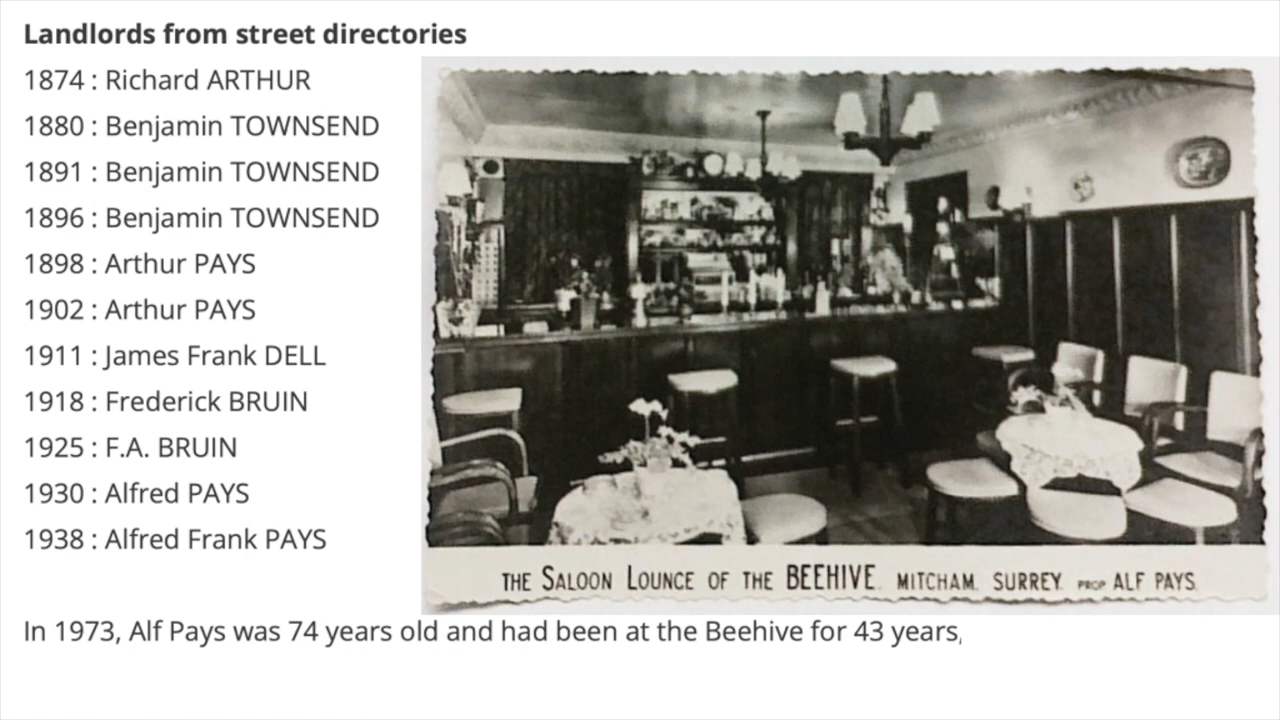 Landlords from street directories
1874 : Richard ARTHUR
1880 : Benjamin TOWNSEND
1891 : Benjamin TOWNSEND
1896 : Benjamin TOWNSEND
1898 : Arthur PAYS
1902 : Arthur PAYS
1911 : James Frank DELL
1918 : Frederick BRUIN
1925 : F.A. BRUIN
1930 : Alfred PAYS
1938 : Alfred Frank PAYS
THE SALOON LOUNCE OF THE BEEHIVE. MITCHAM. SURREY. PROP ALF PAYS.
In 1973, Alf Pays was 74 years old and had been at the Beehive for 43 years,